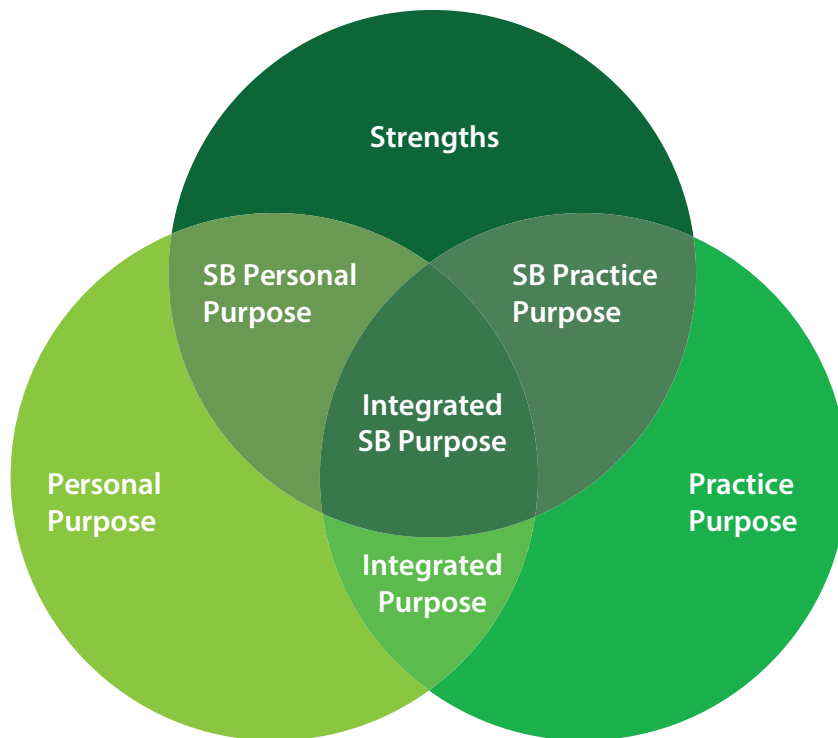 Strengths
SB Personal
Purpose
SB Practice
Purpose
Integrated
SB Purpose
Personal
Purpose
Practice
Purpose
Integrated
Purpose